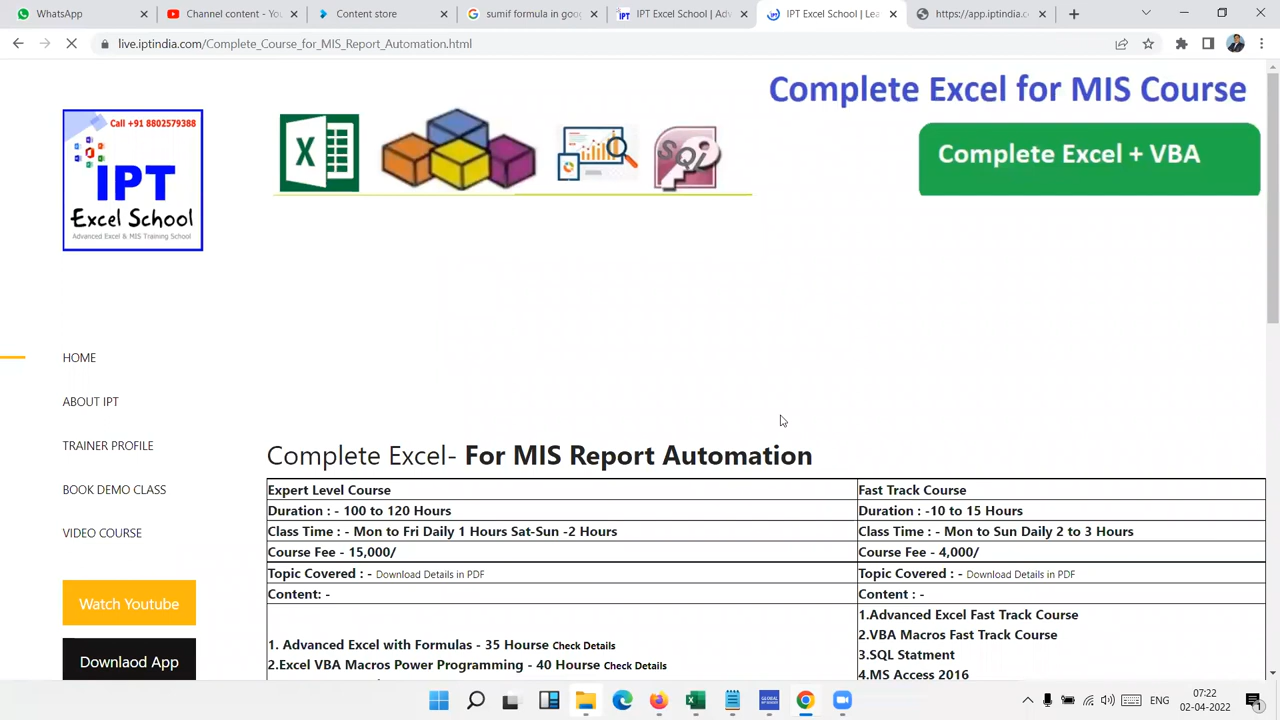 WhatsApp
Channel content - You
Content store
sumif formula in goog
IPT Excel School | Adv
IPT Excel School | Lea
https://app.iptindia.c
live.iptindia.com/Complete_Course_for_MIS_Report_Automation.html
Call +91 8802579388
IPT
Excel School
Advanced Excel & MIS Training School
SQL
Complete Excel for MIS Course
Complete Excel + VBA
HOME
ABOUT IPT
TRAINER PROFILE
BOOK DEMO CLASS
VIDEO COURSE
Watch Youtube
Downlaod App
Complete Excel- For MIS Report Automation
Expert Level Course
Duration : - 100 to 120 Hours
Class Time : - Mon to Fri Daily 1 Hours Sat-Sun -2 Hours
Course Fee - 15,000/
Topic Covered : - Download Details in PDF
Content: -
1. Advanced Excel with Formulas - 35 Hourse Check Details
2.Excel VBA Macros Power Programming - 40 Hourse Check Details
Fast Track Course
Duration : -10 to 15 Hours
Class Time : - Mon to Sun Daily 2 to 3 Hours
Course Fee - 4,000/
Topic Covered : - Download Details in PDF
Content : -
1.Advanced Excel Fast Track Course
2.VBA Macros Fast Track Course
3.SQL Statment
4.MS Access 2016
ENG
07:22
02-04-2022